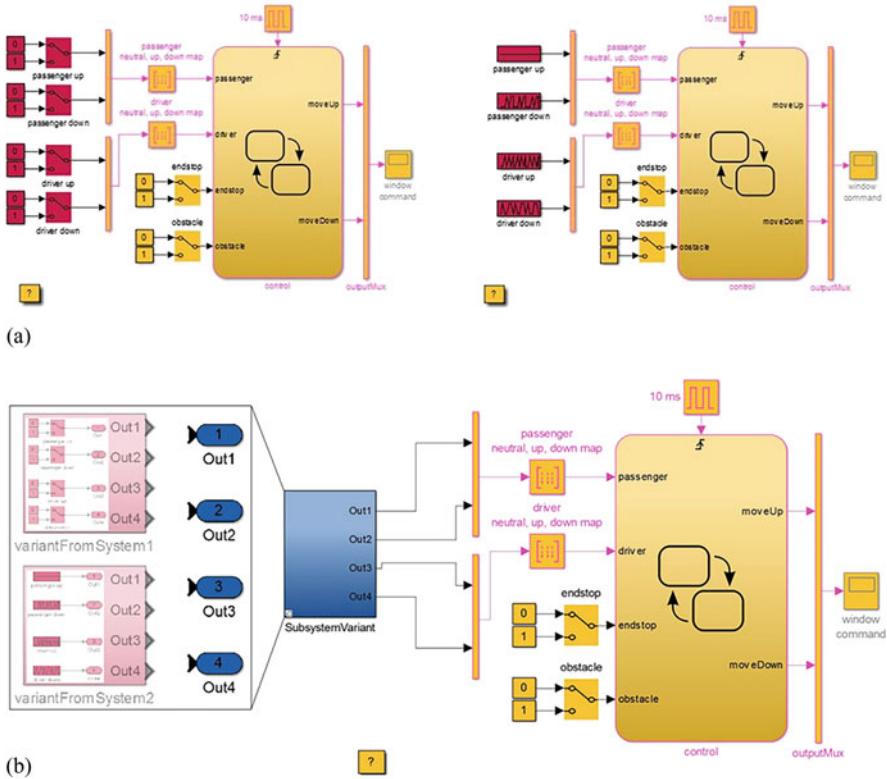 10 ms
0
1
passenger up
0
1
passenger down
0
1
driver up
0
1
driver down
passenger
neutral, up, down map
driver
neutral, up, down map
0
1
endstop
0
1
obstacle
passenger
driver
endstop
obstacle
moveUp
moveDown
control
outputMux
window
command
?
10 ms
passenger up
passenger down
driver up
driver down
passenger
neutral, up, down map
driver
neutral, up, down map
0
1
endstop
0
1
obstacle
passenger
driver
endstop
obstacle
moveUp
moveDown
control
outputMux
window
command
?
(a)
Out1
Out2
Out3
Out4
variantFromSystem1
Out1
Out2
Out3
Out4
variantFromSystem2
1
Out1
2
Out2
3
Out3
4
Out4
Out1
Out2
Out3
Out4
SubsystemVariant
10 ms
passenger
neutral, up, down map
driver
neutral, up, down map
endstop
0
1
obstacle
0
1
passenger
driver
endstop
obstacle
moveUp
moveDown
control
outputMux
window
command
?
(b)